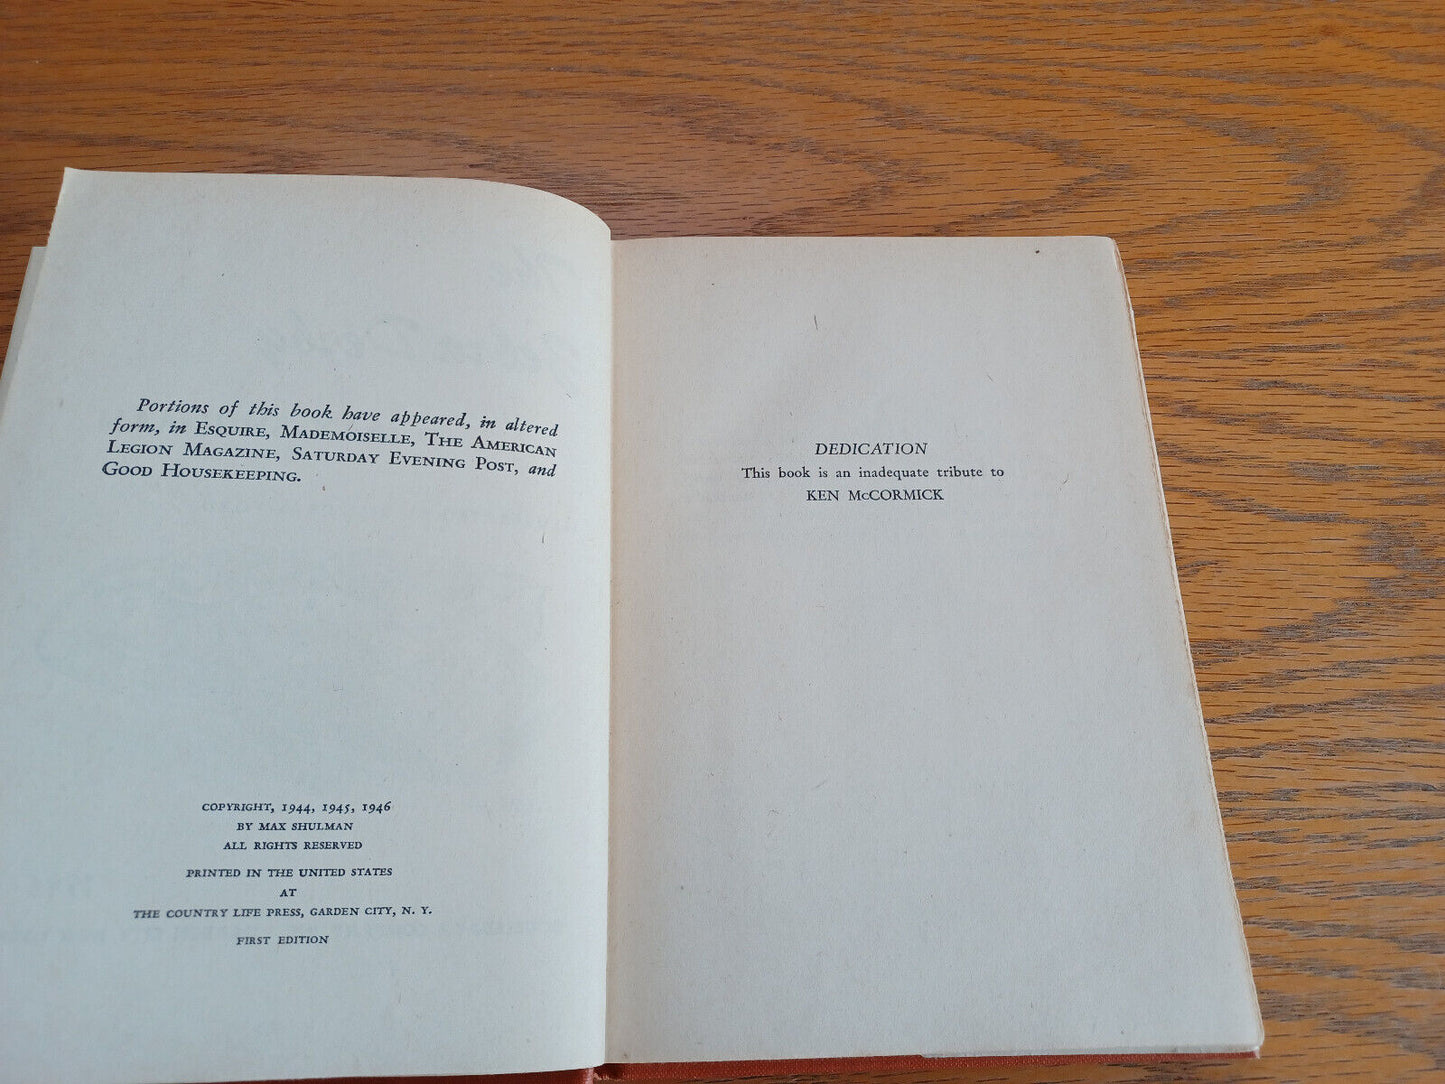 Portions of this book have appeared, in altered
form, in ESQUIRE, MADEMOISELLE, THE AMERICAN
LEGION MAGAZINE, SATURDAY EVENING POST, and
GOOD HOUSEKEEPING.
COPYRIGHT, 1944, 1945, 1946
BY MAX SHULMAN
ALL RIGHTS RESERVED
PRINTED IN THE UNITED STATES
AT
THE COUNTRY LIFE PRESS, GARDEN CITY, N. Y.
FIRST EDITION
DEDICATION
This book is an inadequate tribute to
KEN McCORMICK